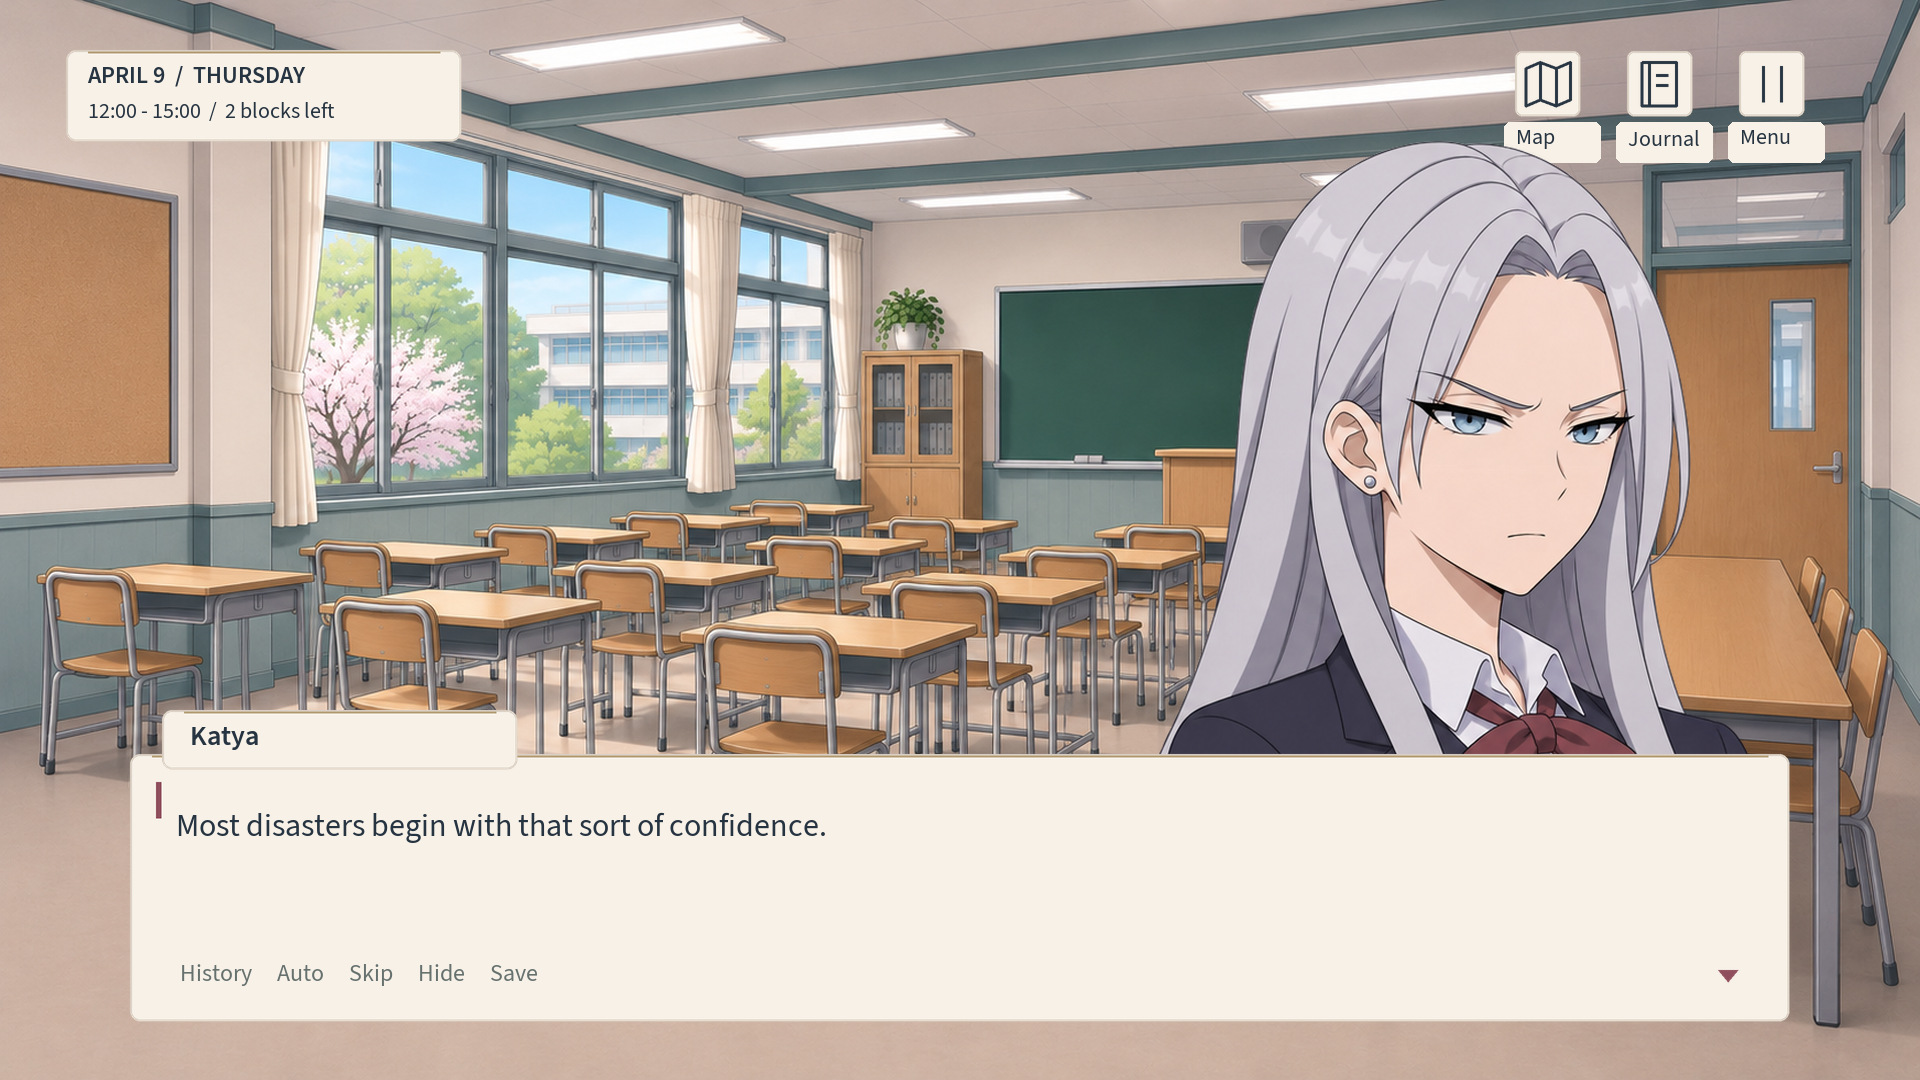 APRIL 9 / THURSDAY
12:00 - 15:00 / 2 blocks left
Map
Journal
Menu
Katya
Most disasters begin with that sort of confidence.
History Auto Skip Hide Save